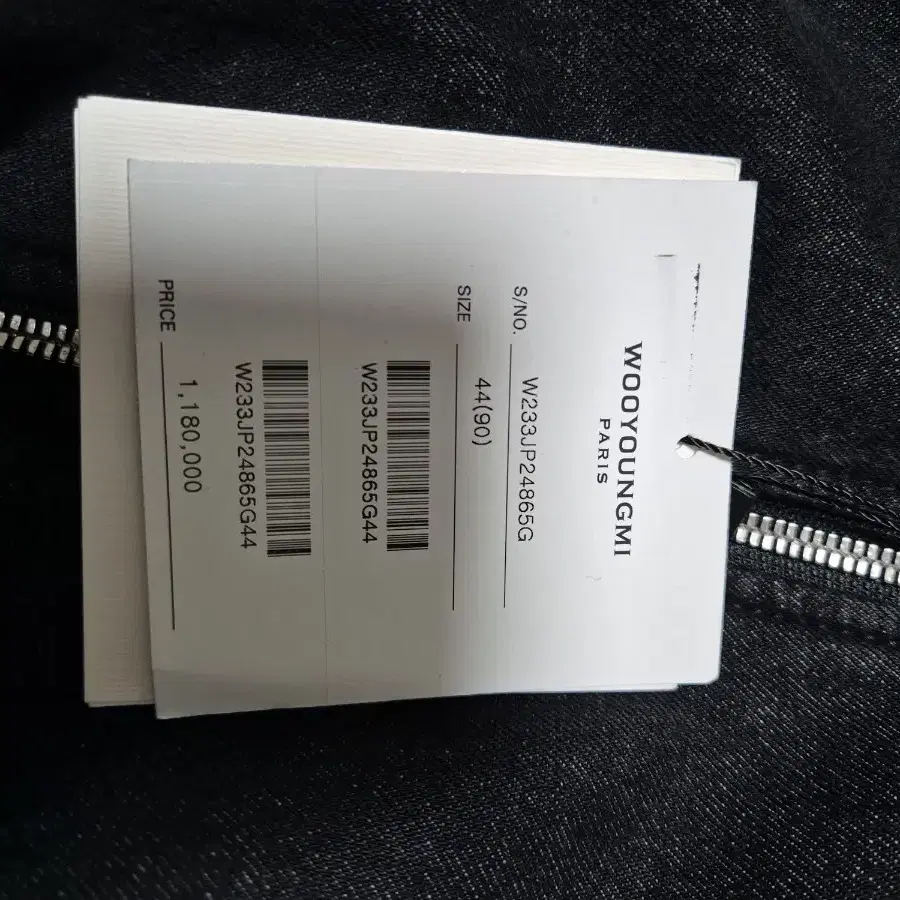 WOOYOUNGMI
PARIS
S/NO. W233JP24865G
SIZE 44(90)
W233JP24865G44
W233JP24865G44
PRICE 1,180,000